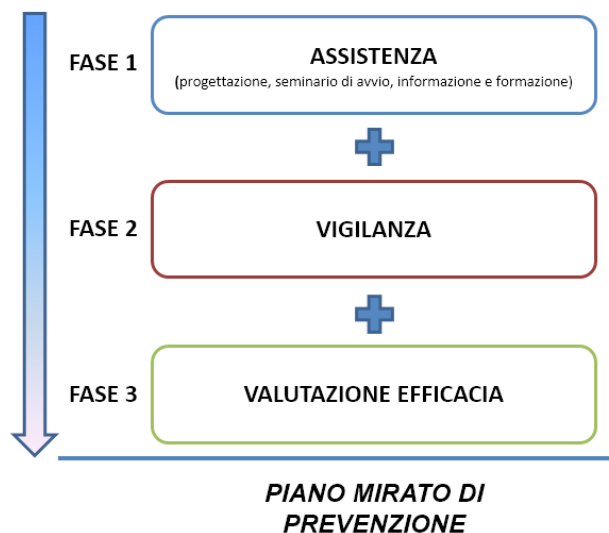 FASE 1
ASSISTENZA
(progettazione, seminario di avvio, informazione e formazione)
FASE 2
VIGILANZA
FASE 3
VALUTAZIONE EFFICACIA
PIANO MIRATO DI
PREVENZIONE